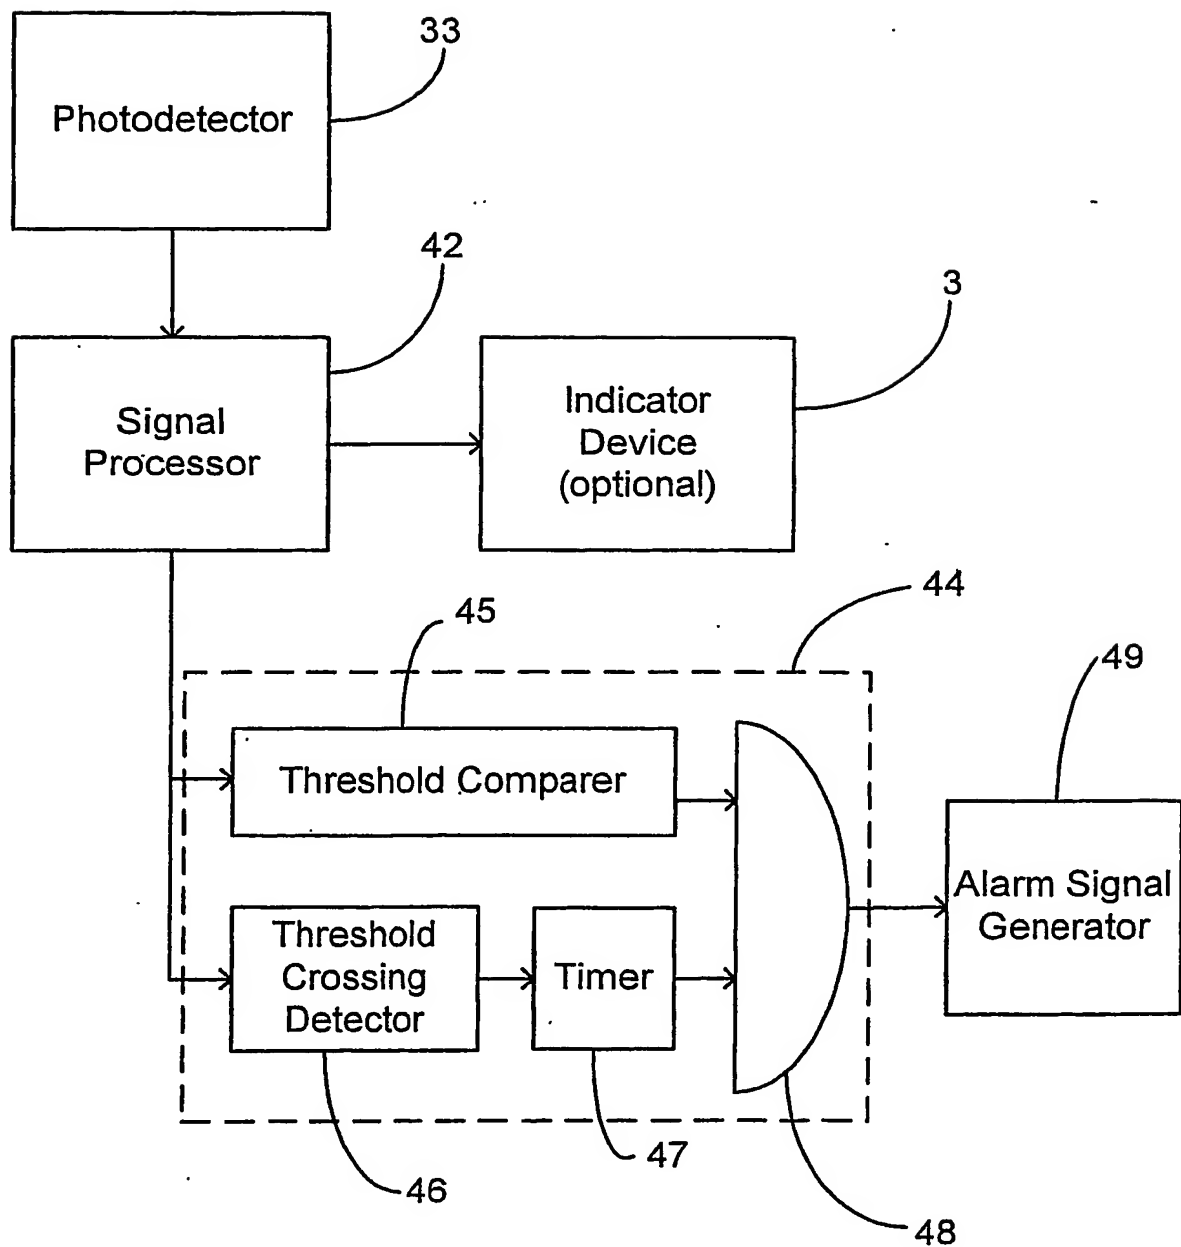 33
Photodetector
42
3
Signal
Processor
Indicator
Device
(optional)
44
45
49
Threshold Comparer
Alarm Signal
Generator
Threshold
Crossing
Detector
Timer
47
46
48